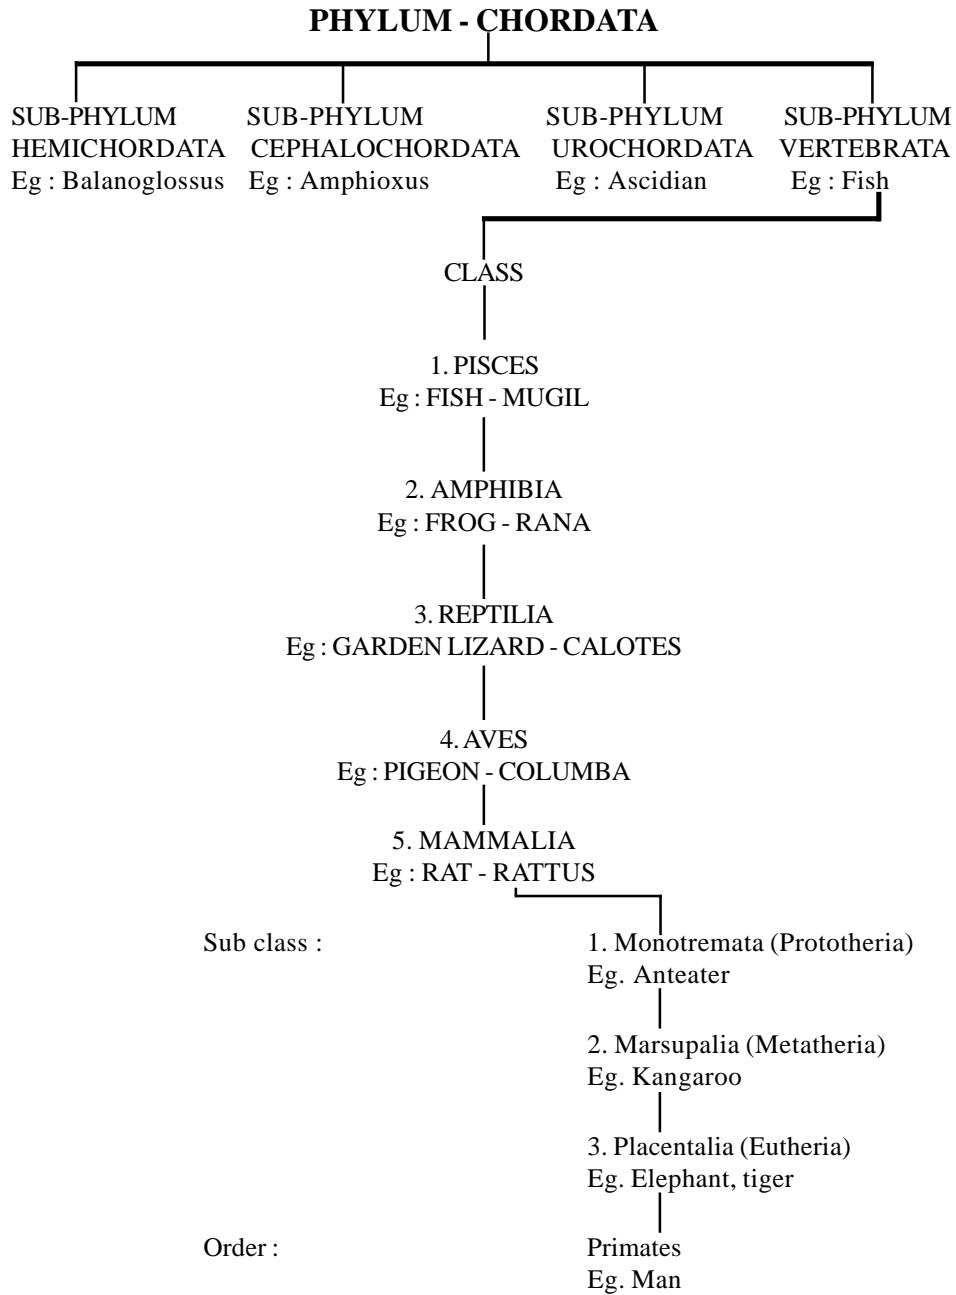 PHYLUM - CHORDATA
SUB-PHYLUM
HEMICHORDATA
Eg : Balanoglossus
SUB-PHYLUM
CEPHALOCHORDATA
Eg : Amphioxus
SUB-PHYLUM
UROCHORDATA
Eg : Ascidian
SUB-PHYLUM
VERTEBRATA
Eg : Fish
CLASS
1. PISCES
Eg : FISH - MUGIL
2. AMPHIBIA
Eg : FROG - RANA
3. REPTILIA
Eg : GARDEN LIZARD - CALOTES
4. AVES
Eg : PIGEON - COLUMBA
5. MAMMALIA
Eg : RAT - RATTUS
Sub class :
1. Monotremata (Prototheria)
Eg. Anteater
2. Marsupalia (Metatheria)
Eg. Kangaroo
3. Placentalia (Eutheria)
Eg. Elephant, tiger
Order :
Primates
Eg. Man